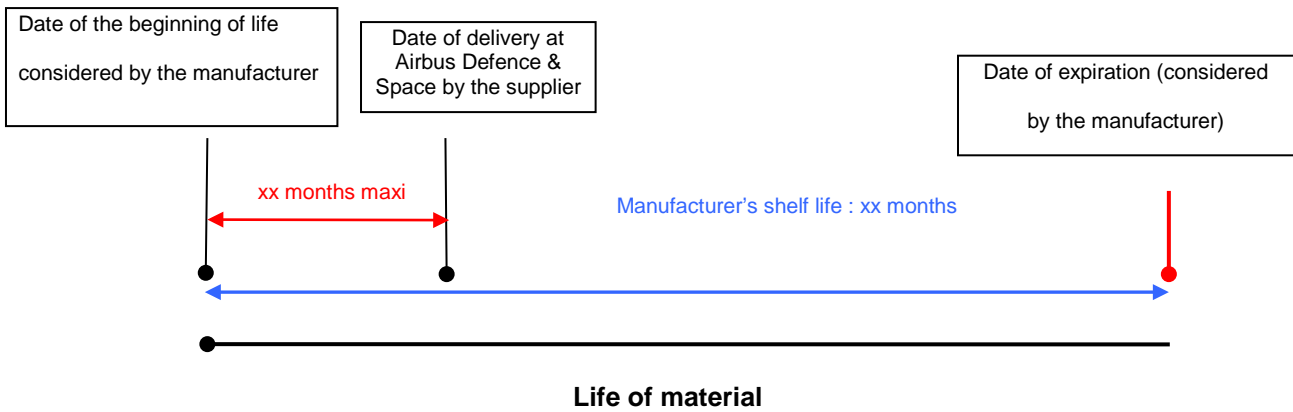 Date of the beginning of life
considered by the manufacturer
Date of delivery at
Airbus Defence &
Space by the supplier
Date of expiration (considered
by the manufacturer)
xx months maxi
Manufacturer’s shelf life : xx months
Life of material